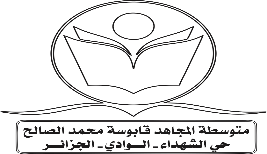 متوسطة المجاهد قابوسة محمد الصالح
حي الشهداء - الوادي - الجزائر